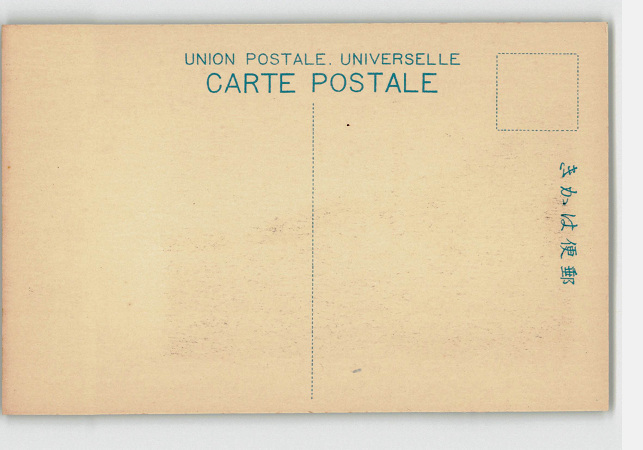 UNION POSTALE. UNIVERSELLE
CARTE POSTALE
郵便はかき